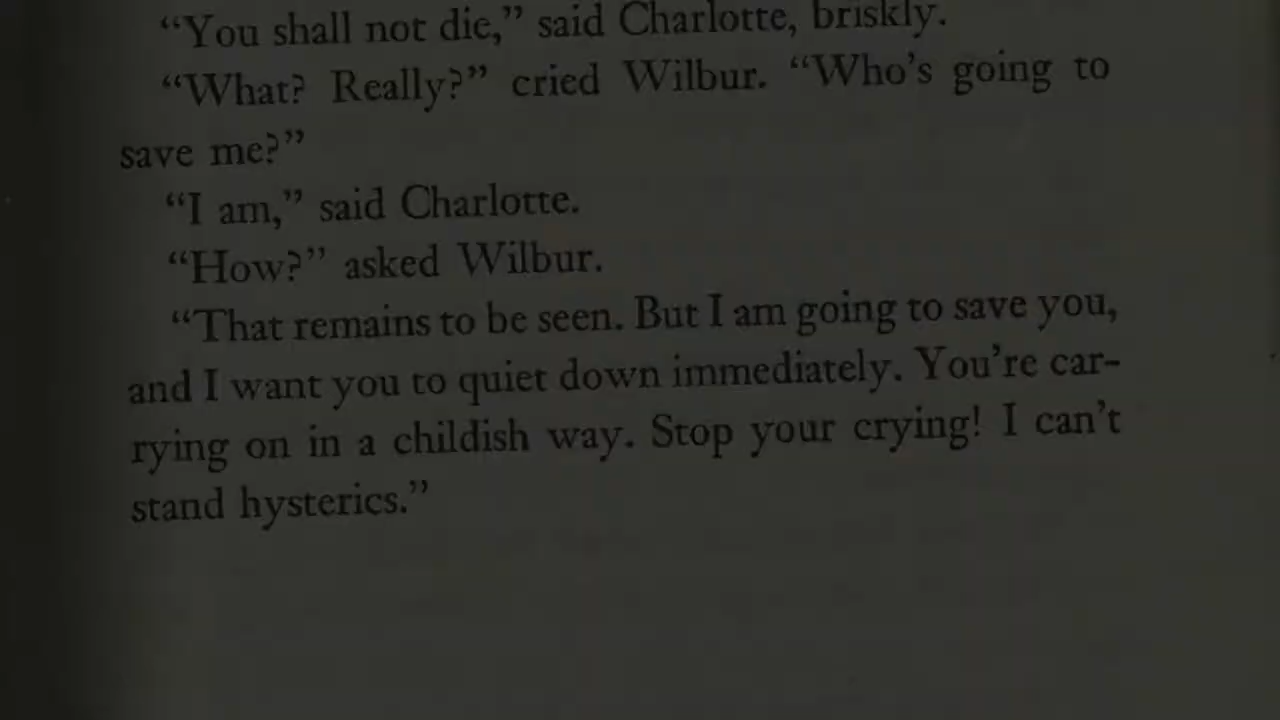 “You shall not die,” said Charlotte, briskly.
“What? Really?” cried Wilbur. “Who’s going to
save me?”
“I am,” said Charlotte.
“How?” asked Wilbur.
“That remains to be seen. But I am going to save you,
and I want you to quiet down immediately. You’re car-
rying on in a childish way. Stop your crying! I can’t
stand hysterics.”